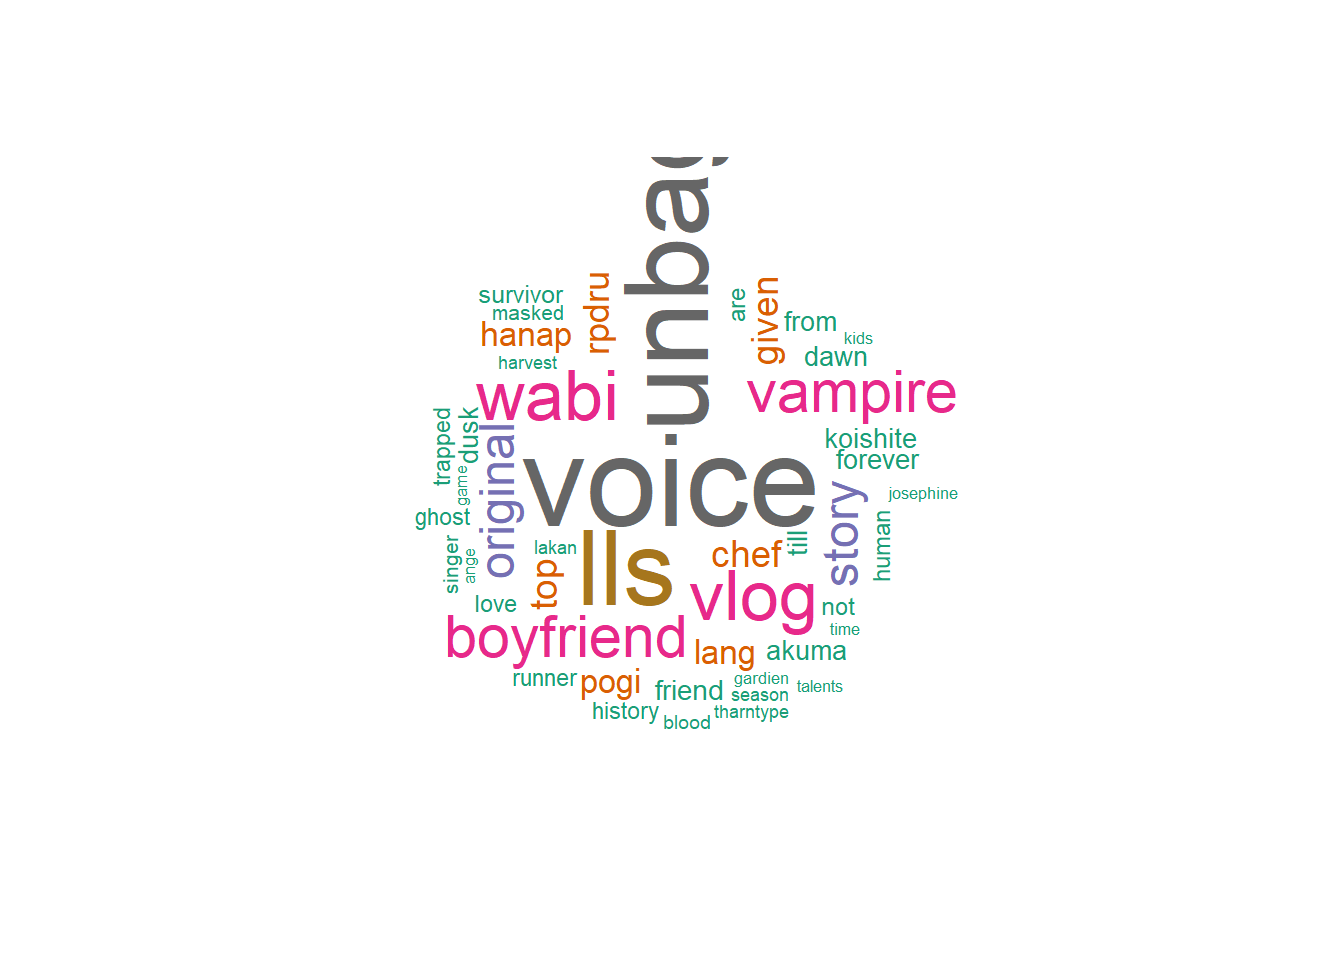 unba
survivor
masked
hanap
rpdru
harvest
are
given
from
kids
dawn
wabi
vampire
trapped
dusk
game
original
voice
koishite
forever
josephine
ghost
story
human
singer
ange
lakan
lls
top
chef
till
love
vlog
not
time
boyfriend
lang
akuma
runner
pogi
friend
gardien
season
talents
history
blood
tharntype